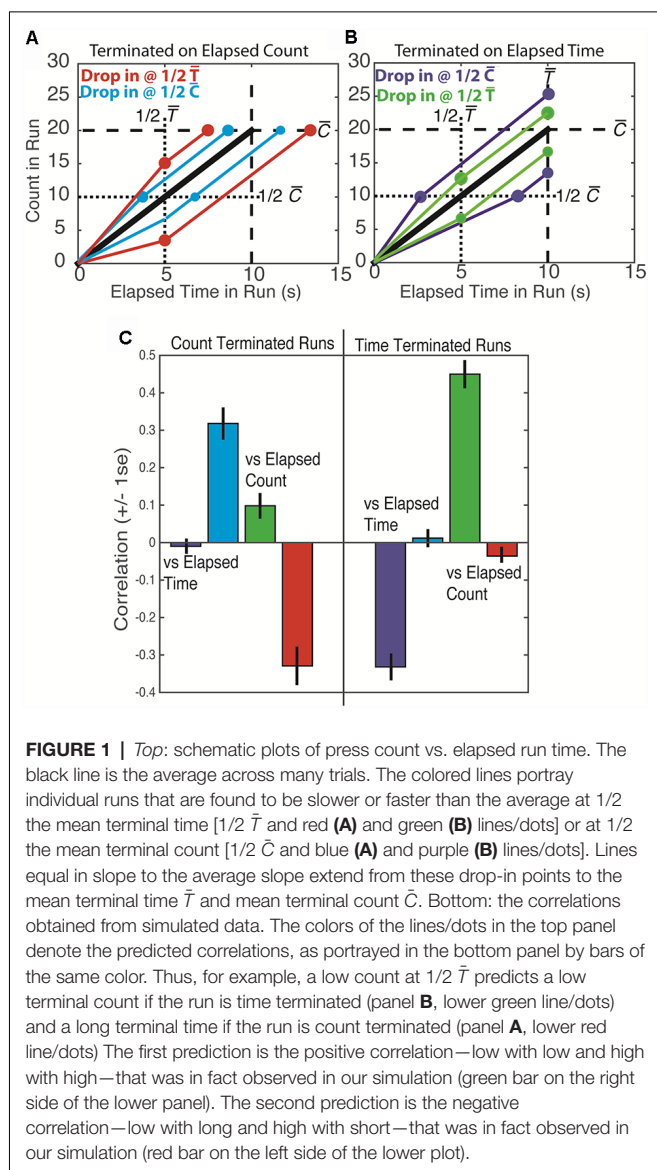 A
Terminated on Elapsed Count
Drop in @ 1/2 T̄
Drop in @ 1/2 C̄
1/2 T̄
C̄
1/2 C̄
Count in Run
30
25
20
15
10
5
0
0 5 10 15
Elapsed Time in Run (s)
B
Terminated on Elapsed Time
Drop in @ 1/2 C̄
Drop in @ 1/2 T̄
T̄
1/2 T̄
C̄
1/2 C̄
30
25
20
15
10
5
0
0 5 10 15
Elapsed Time in Run (s)
C
Count Terminated Runs
Time Terminated Runs
Correlation (+/- 1se)
0.5
0.4
0.3
0.2
0.1
0
-0.1
-0.2
-0.3
-0.4
vs Elapsed
Count
vs Elapsed
Time
vs Elapsed
Time
vs Elapsed
Count
FIGURE 1 | Top: schematic plots of press count vs. elapsed run time. The
black line is the average across many trials. The colored lines portray
individual runs that are found to be slower or faster than the average at 1/2
the mean terminal time [1/2 T̄ and red (A) and green (B) lines/dots] or at 1/2
the mean terminal count [1/2 C̄ and blue (A) and purple (B) lines/dots]. Lines
equal in slope to the average slope extend from these drop-in points to the
mean terminal time T̄ and mean terminal count C̄. Bottom: the correlations
obtained from simulated data. The colors of the lines/dots in the top panel
denote the predicted correlations, as portrayed in the bottom panel by bars of
the same color. Thus, for example, a low count at 1/2 T̄ predicts a low
terminal count if the run is time terminated (panel B, lower green line/dots)
and a long terminal time if the run is count terminated (panel A, lower red
line/dots) The first prediction is the positive correlation—low with low and high
with high—that was in fact observed in our simulation (green bar on the right
side of the lower panel). The second prediction is the negative
correlation—low with long and high with short—that was in fact observed in
our simulation (red bar on the left side of the lower plot).